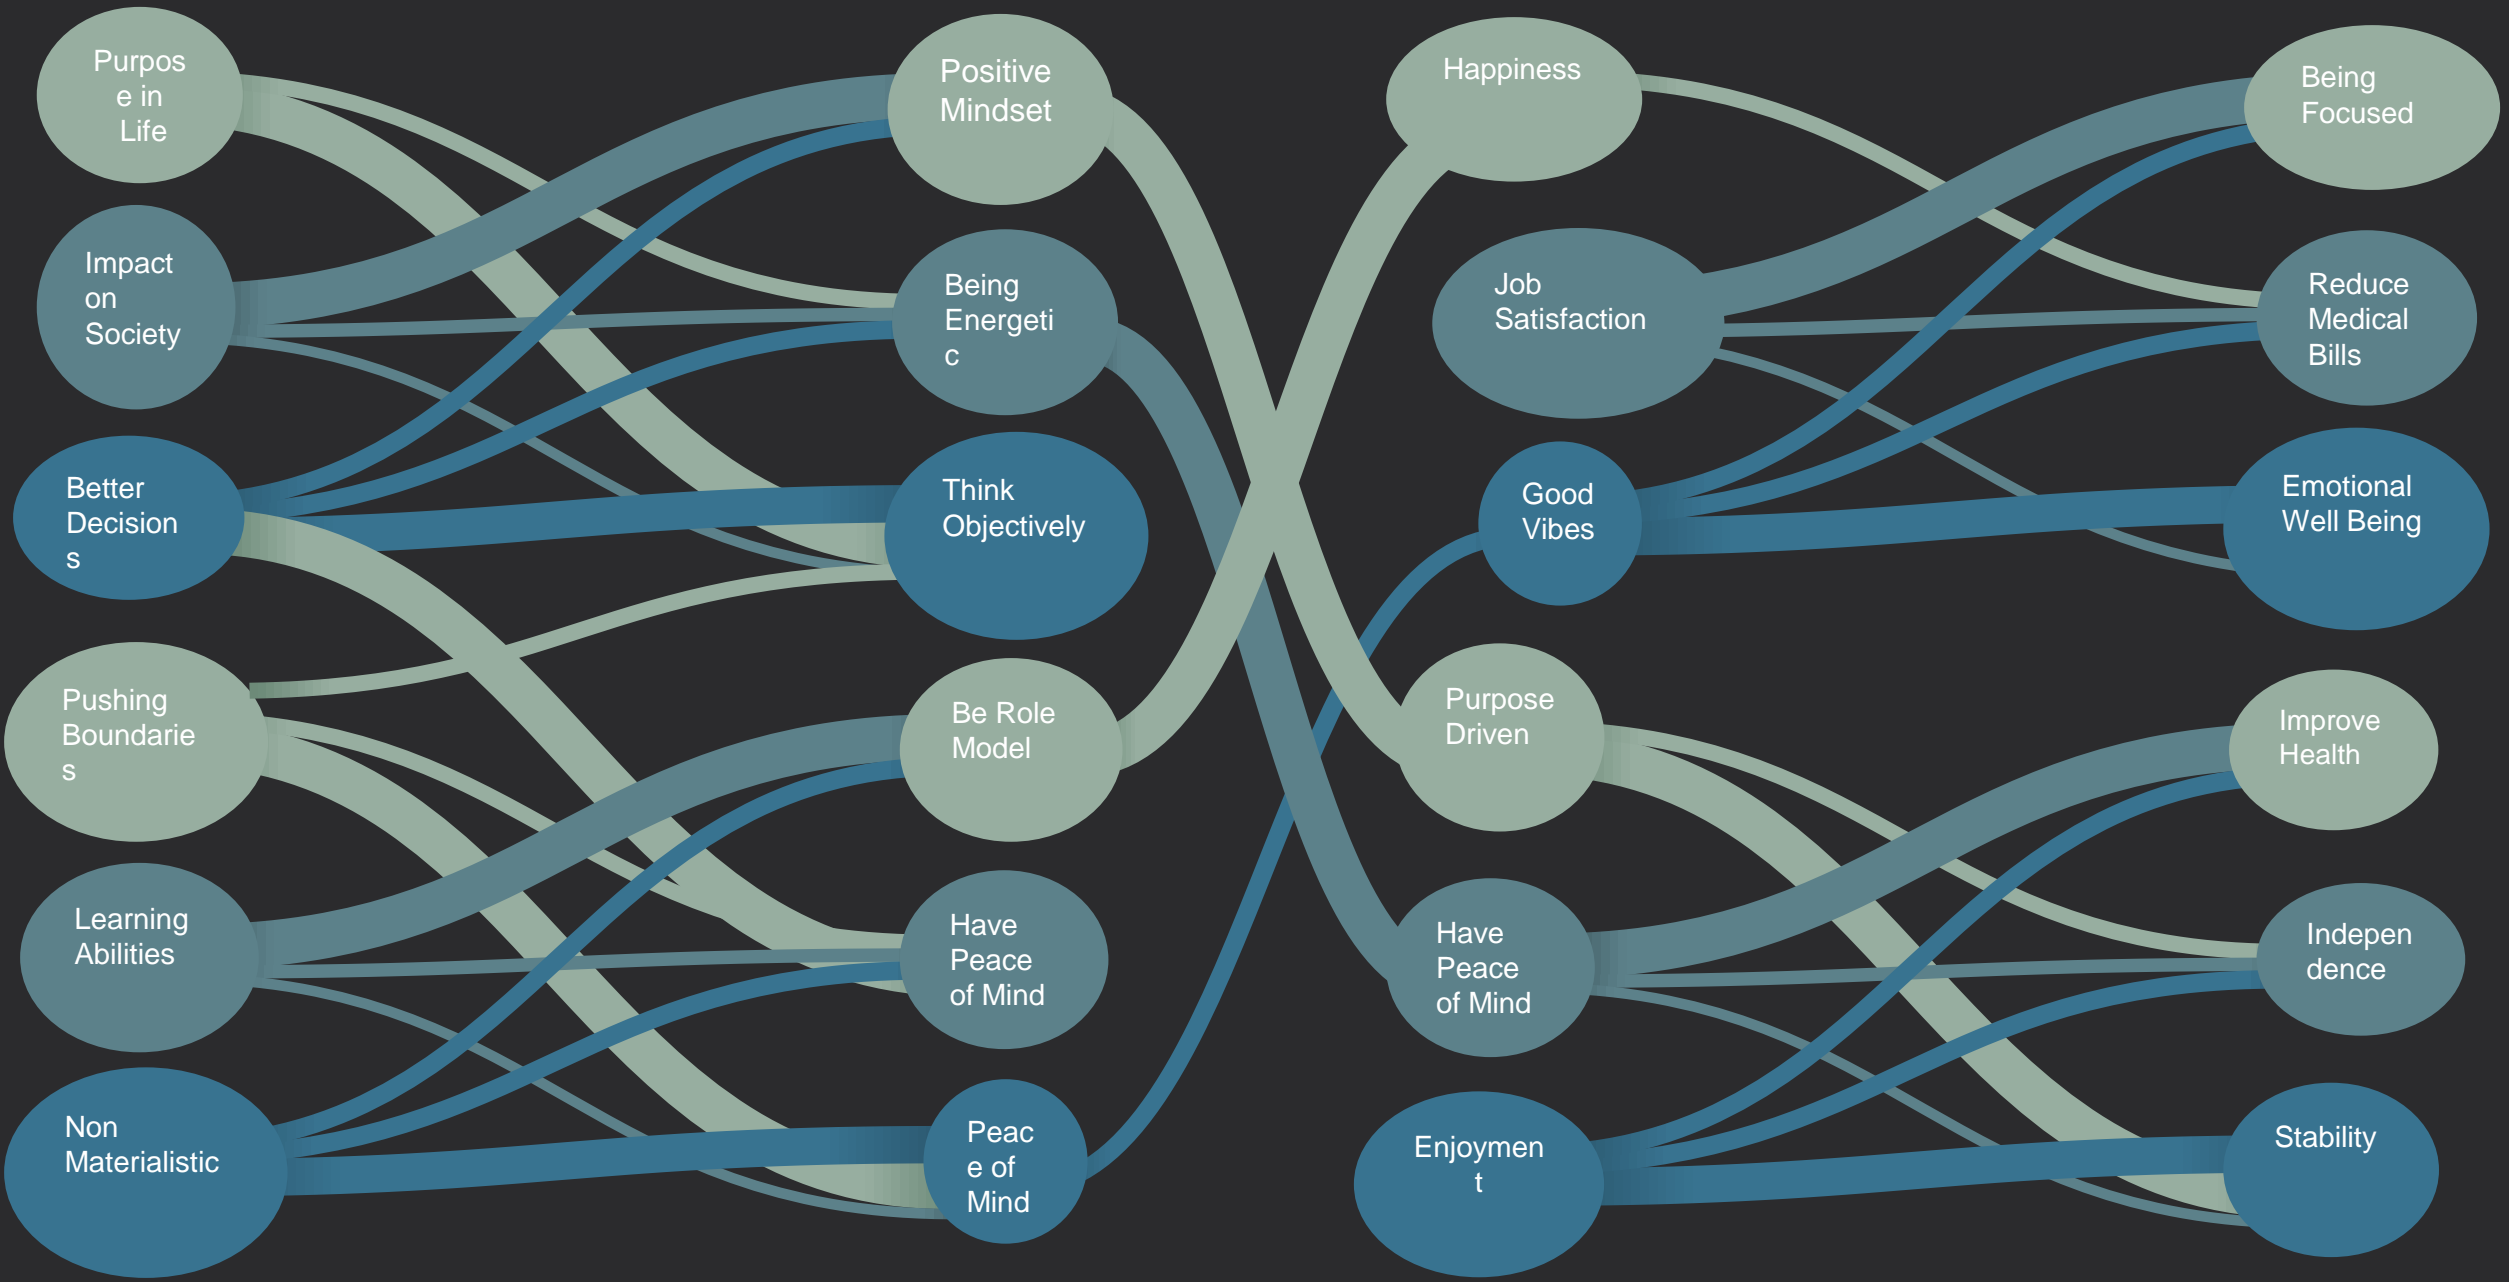 Purpos
e in
Life
Impact
on
Society
Better
Decision
s
Pushing
Boundarie
s
Learning
Abilities
Non
Materialistic
Positive
Mindset
Being
Energeti
c
Think
Objectively
Be Role
Model
Have
Peace
of Mind
Peac
e of
Mind
Happiness
Job
Satisfaction
Good
Vibes
Purpose
Driven
Have
Peace
of Mind
Enjoymen
t
Being
Focused
Reduce
Medical
Bills
Emotional
Well Being
Improve
Health
Indepen
dence
Stability